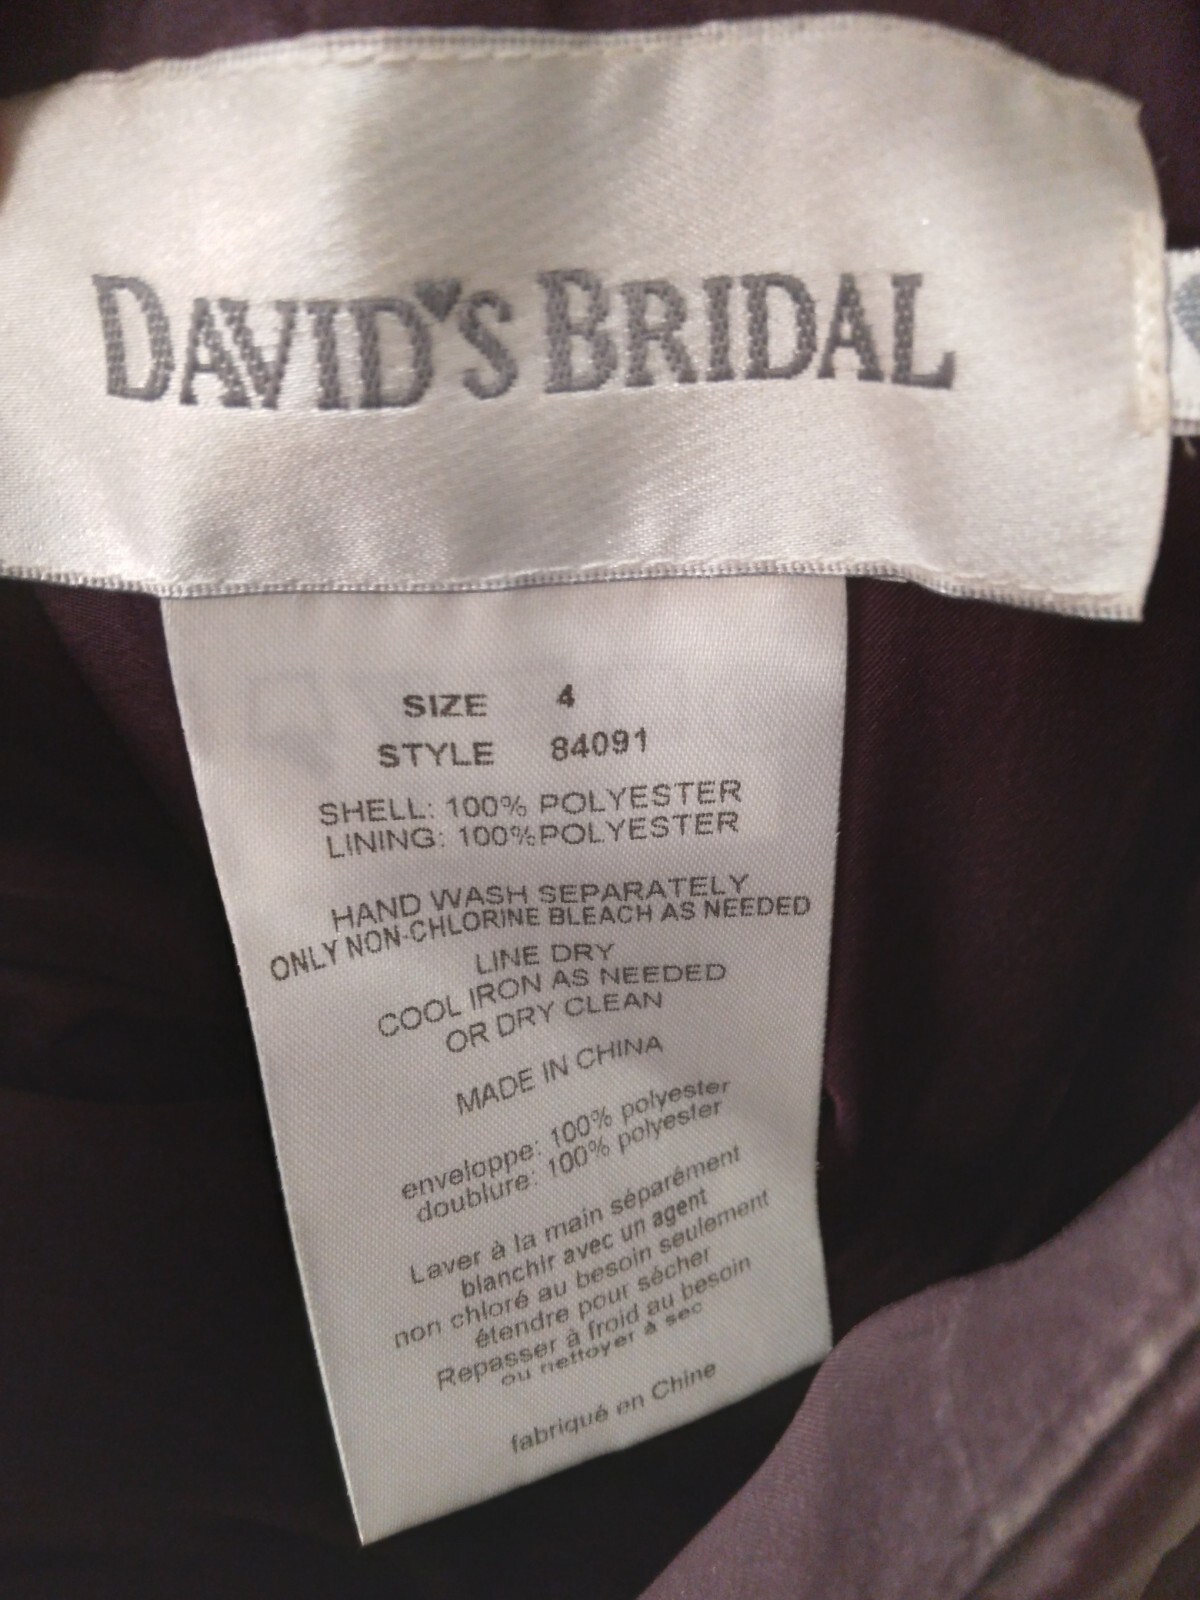 DAVID'S BRIDAL
SIZE 4
STYLE 84091
SHELL: 100% POLYESTER
LINING: 100% POLYESTER
HAND WASH SEPARATELY
ONLY NON-CHLORINE BLEACH AS NEEDED
LINE DRY
COOL IRON AS NEEDED
OR DRY CLEAN
MADE IN CHINA
enveloppe: 100% polyester
doublure: 100% polyester
Laver à la main séparément
blanchir avec un agent
non chloré au besoin seulement
étendre pour sécher
Repasser à froid au besoin
ou nettoyer à sec
fabriqué en Chine